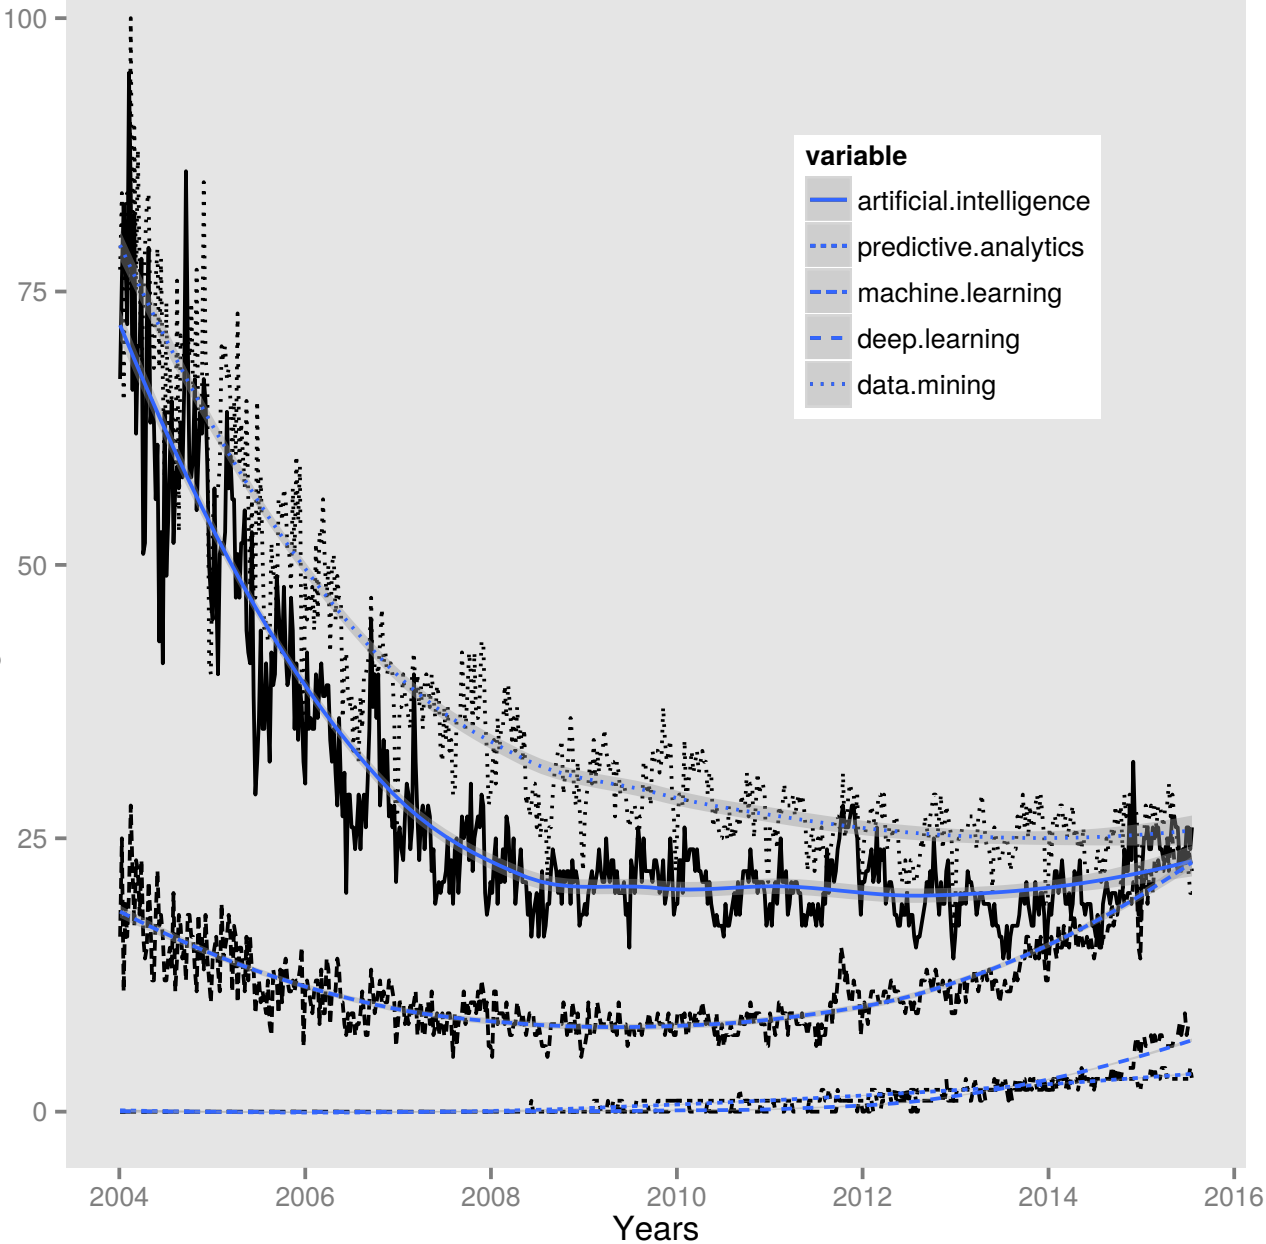 100
75
50
25
0
variable
artificial.intelligence
predictive.analytics
machine.learning
deep.learning
data.mining
2004 2006 2008 2010 2012 2014 2016
Years